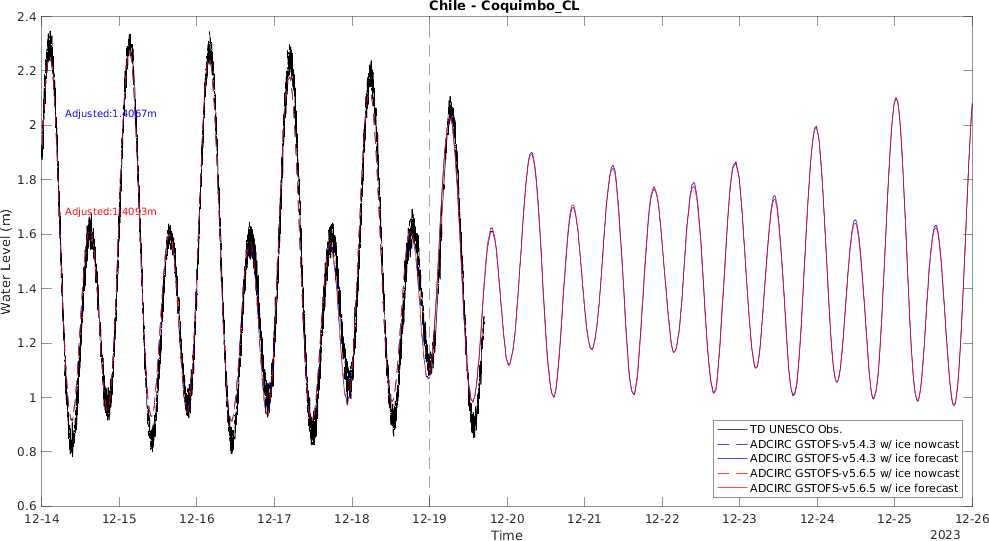 Chile - Coquimbo_CL
2.4
2.2
2
1.8
1.6
1.4
1.2
1
0.8
0.6
Water Level (m)
Adjusted:1.4067m
Adjusted:1.4093m
TD UNESCO Obs.
ADCIRC GSTOFS-v5.4.3 w/ ice nowcast
ADCIRC GSTOFS-v5.4.3 w/ ice forecast
ADCIRC GSTOFS-v5.6.5 w/ ice nowcast
ADCIRC GSTOFS-v5.6.5 w/ ice forecast
12-14 12-15 12-16 12-17 12-18 12-19 12-20 12-21 12-22 12-23 12-24 12-25 12-26
Time
2023